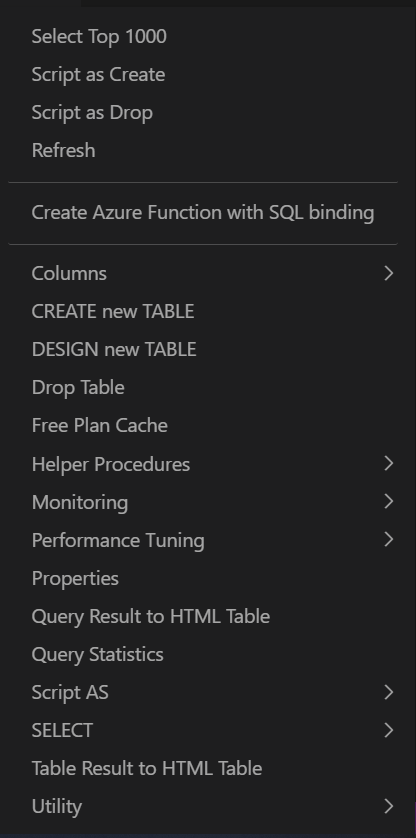 Select Top 1000
Script as Create
Script as Drop
Refresh
Create Azure Function with SQL binding
Columns
CREATE new TABLE
DESIGN new TABLE
Drop Table
Free Plan Cache
Helper Procedures
Monitoring
Performance Tuning
Properties
Query Result to HTML Table
Query Statistics
Script AS
SELECT
Table Result to HTML Table
Utility